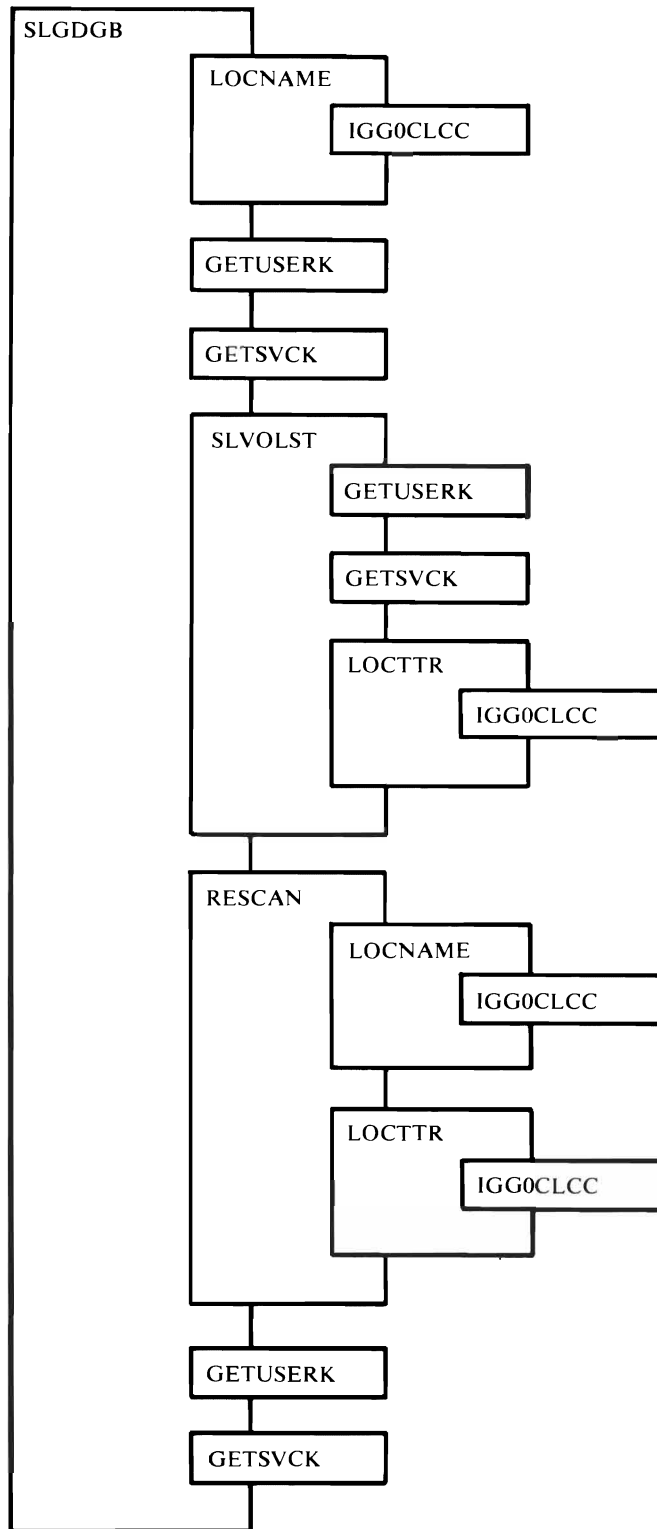 SLGDGB
LOCNAME
IGG0CLCC
GETUSERK
GETSVCK
SLVOLST
GETUSERK
GETSVCK
LOCTTR
IGG0CLCC
RESCAN
LOCNAME
IGG0CLCC
LOCTTR
IGG0CLCC
GETUSERK
GETSVCK